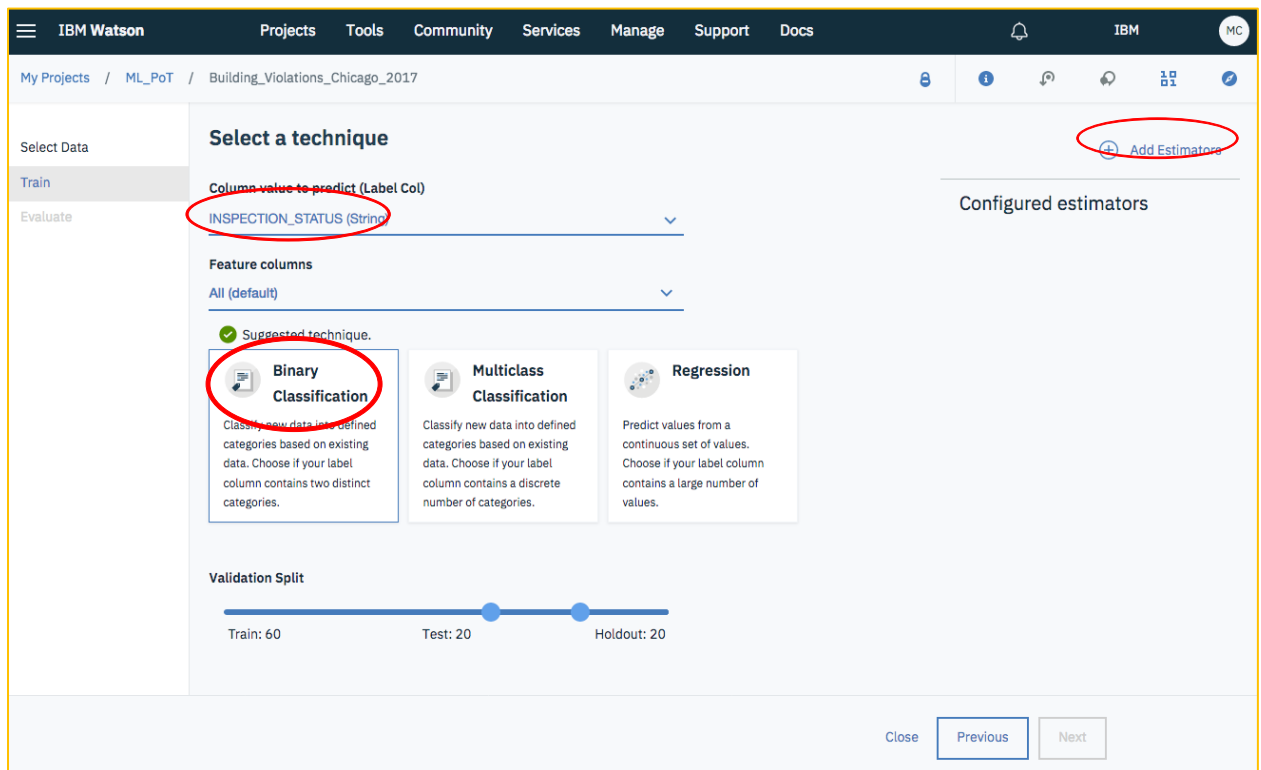 IBM Watson Projects Tools Community Services Manage Support Docs IBM MC
My Projects / ML_PoT / Building_Violations_Chicago_2017
Select Data
Train
Evaluate
Select a technique
Column value to predict (Label Col)
INSPECTION_STATUS (String)
Feature columns
All (default)
Suggested technique.
Binary
Classification
Classify new data into defined
categories based on existing
data. Choose if your label
column contains two distinct
categories.
Multiclass
Classification
Classify new data into defined
categories based on existing
data. Choose if your label
column contains a discrete
number of categories.
Regression
Predict values from a
continuous set of values.
Choose if your label column
contains a large number of
values.
Validation Split
Train: 60 Test: 20 Holdout: 20
Add Estimators
Configured estimators
Close Previous Next